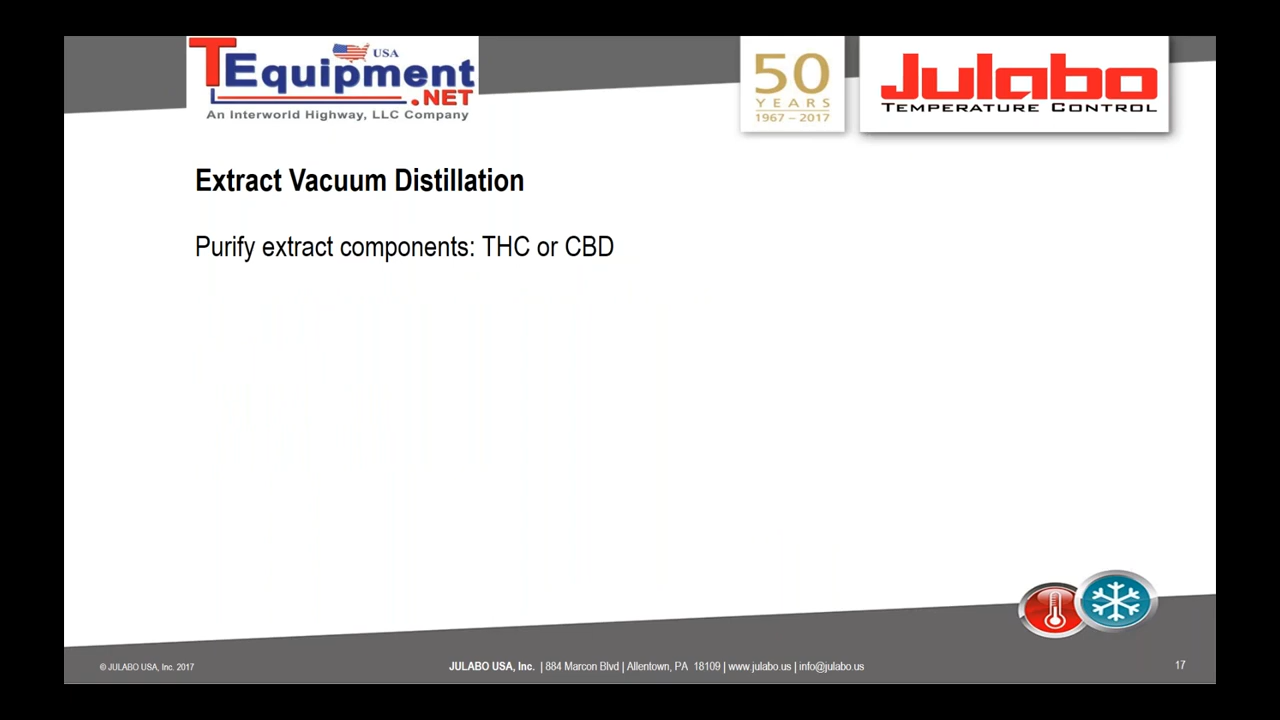 TEquipment
USA
.NET
An Interworld Highway, LLC Company
50
YEARS
1967 – 2017
Julabo
TEMPERATURE CONTROL
Extract Vacuum Distillation
Purify extract components: THC or CBD
© JULABO USA, Inc. 2017
JULABO USA, Inc. | 884 Marcon Blvd | Allentown, PA 18109 | www.julabo.us | info@julabo.us
17